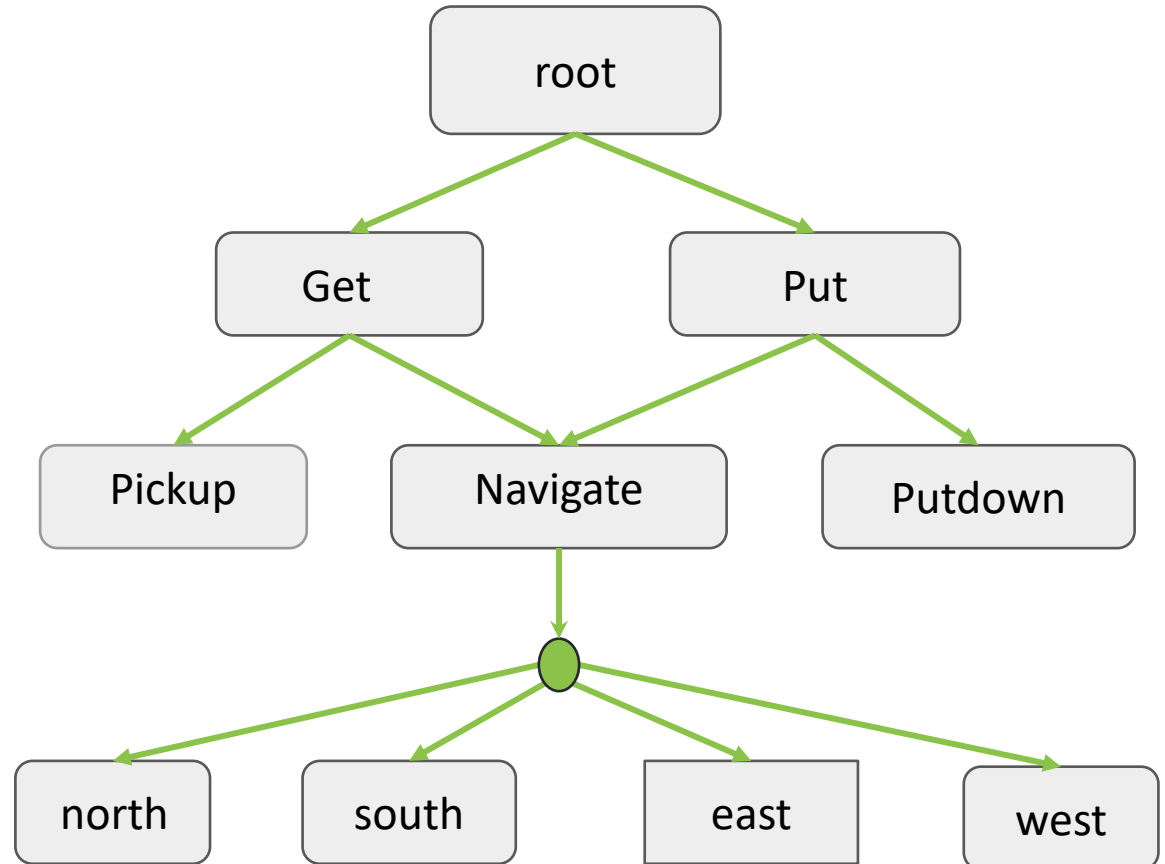 root
Get
Put
Pickup
Navigate
Putdown
north
south
east
west